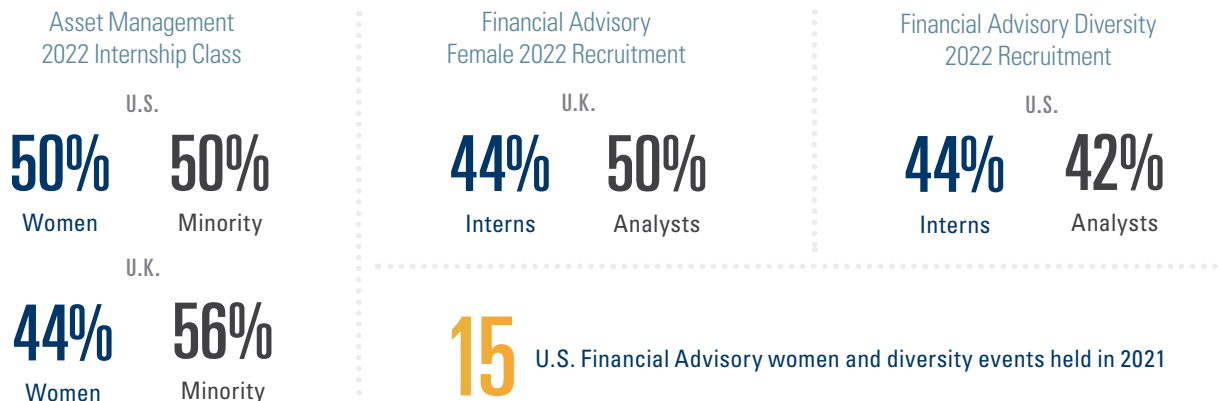 Asset Management
2022 Internship Class
U.S.
50% 50%
Women Minority
U.K.
44% 56%
Women Minority
Financial Advisory
Female 2022 Recruitment
U.K.
44% 50%
Interns Analysts
Financial Advisory Diversity
2022 Recruitment
U.S.
44% 42%
Interns Analysts
15 U.S. Financial Advisory women and diversity events held in 2021